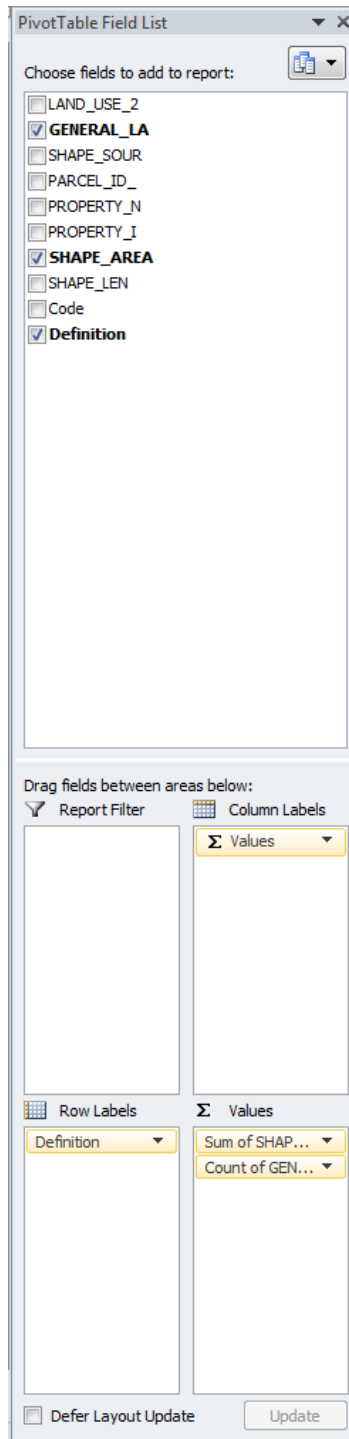 PivotTable Field List
Choose fields to add to report:
LAND_USE_2
GENERAL_LA
SHAPE_SOUR
PARCEL_ID_
PROPERTY_N
PROPERTY_I
SHAPE_AREA
SHAPE_LEN
Code
Definition
Drag fields between areas below:
Report Filter
Column Labels
Σ Values
Row Labels
Σ Values
Definition
Sum of SHAP...
Count of GEN...
Defer Layout Update
Update